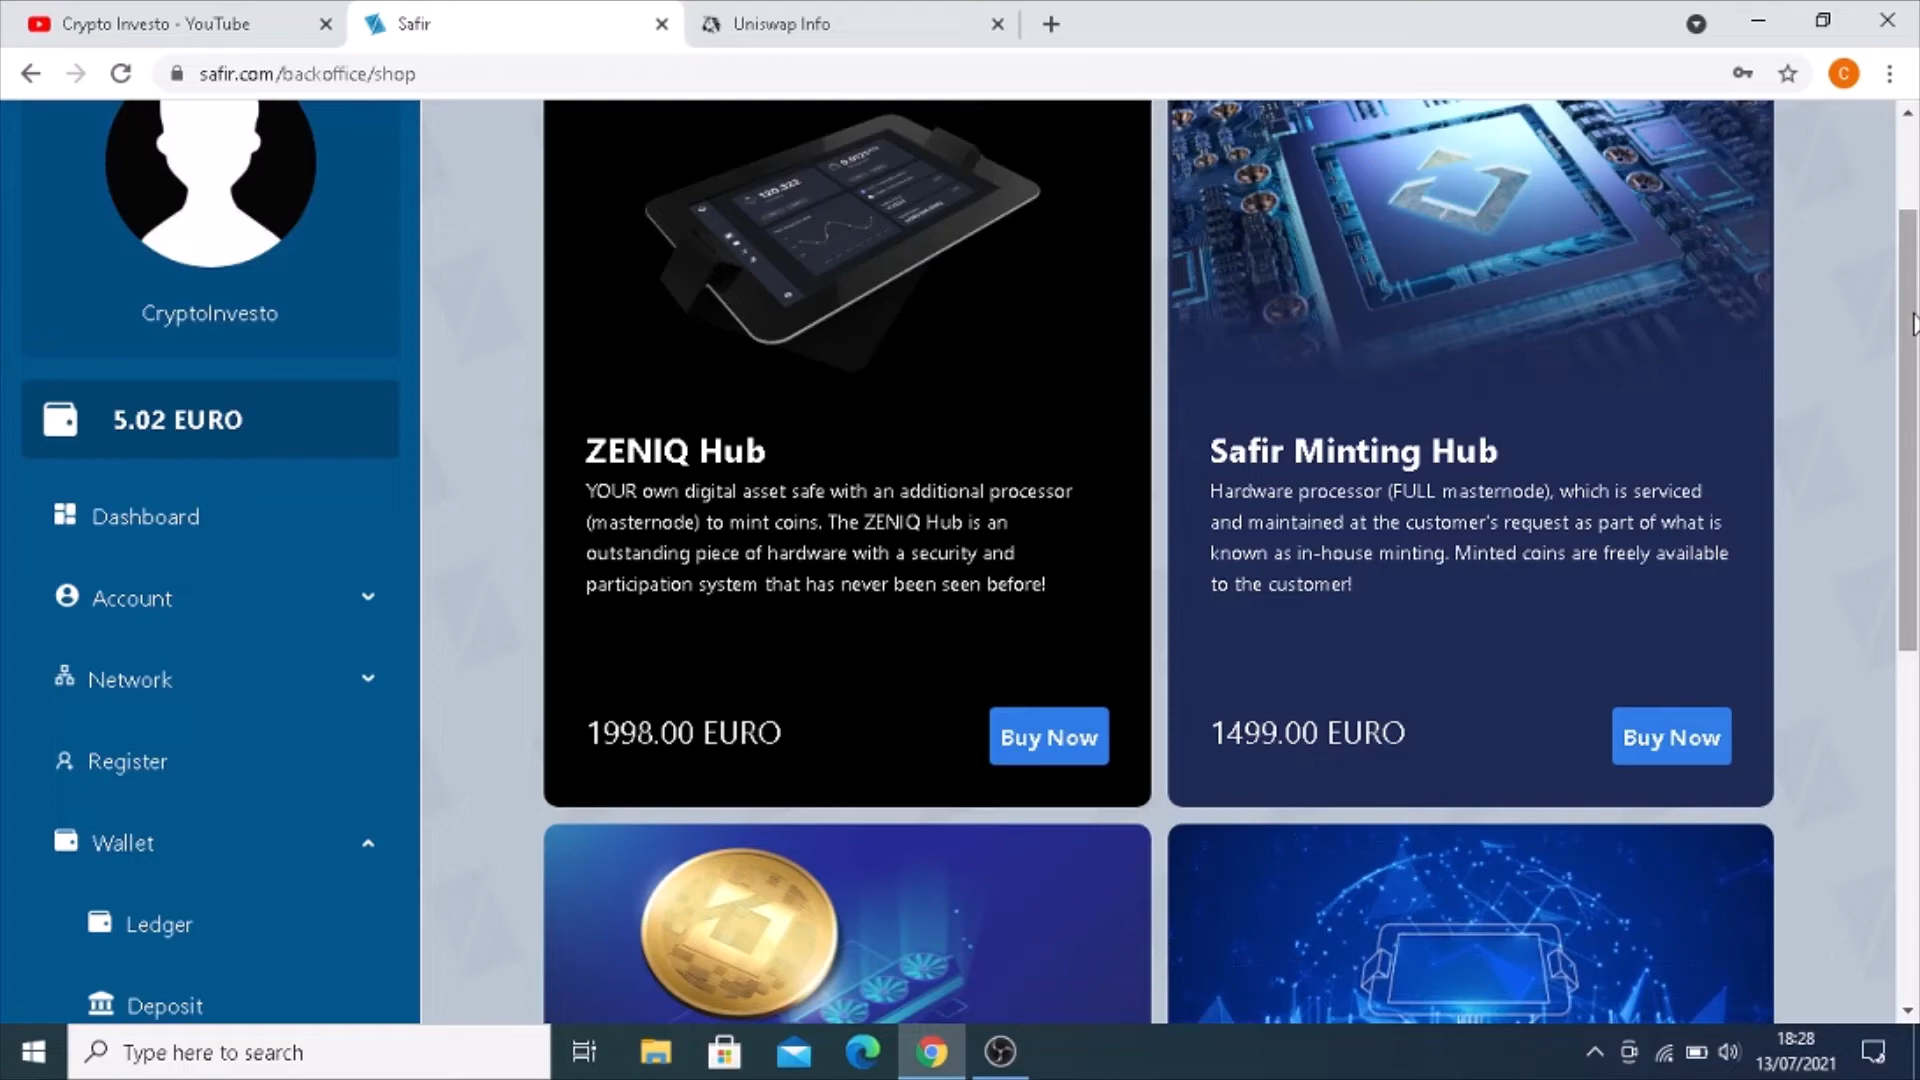 Crypto Investo - YouTube
Safir
Uniswap Info
safir.com/backoffice/shop
C
CryptoInvesto
5.02 EURO
Dashboard
Account
Network
Register
Wallet
Ledger
Deposit
120.322
ZENIQ Hub
YOUR own digital asset safe with an additional processor
(masternode) to mint coins. The ZENIQ Hub is an
outstanding piece of hardware with a security and
participation system that has never been seen before!
1998.00 EURO
Buy Now
Safir Minting Hub
Hardware processor (FULL masternode), which is serviced
and maintained at the customer's request as part of what is
known as in-house minting. Minted coins are freely available
to the customer!
1499.00 EURO
Buy Now
Type here to search
18:28
13/07/2021